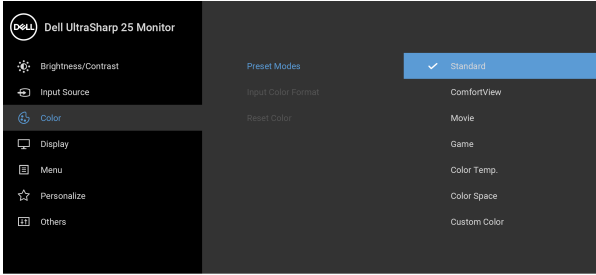 DELL Dell UltraSharp 25 Monitor
Brightness/Contrast Preset Modes Standard
Input Source Input Color Format ComfortView
Color Reset Color Movie
Display Game
Menu Color Temp.
Personalize Color Space
Others Custom Color